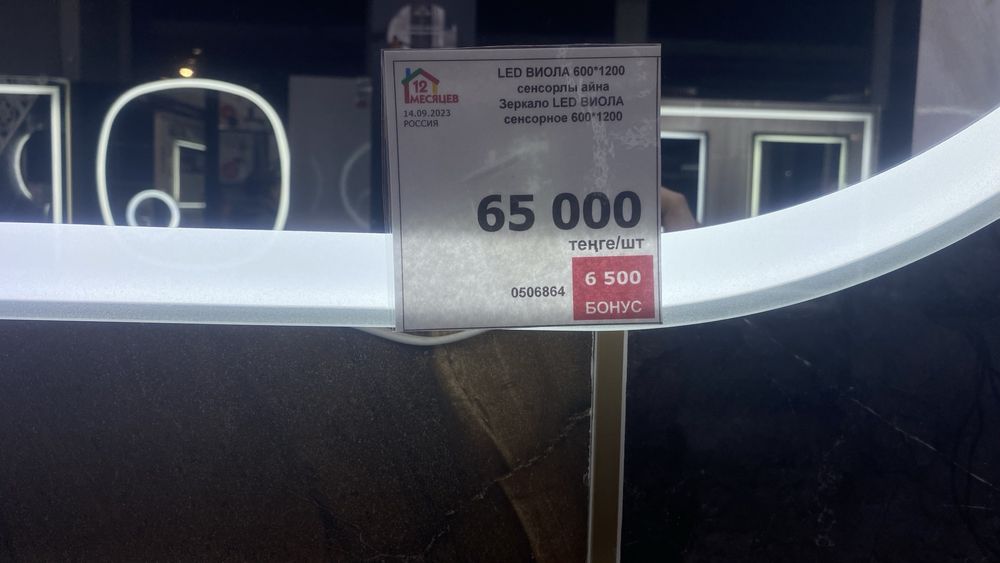 12
МЕСЯЦЕВ
14.09.2023
РОССИЯ
LED ВИОЛА 600*1200
сенсорлы айна
Зеркало LED ВИОЛА
сенсорное 600*1200
65 000
теңге/шт
0506864
6 500
БОНУС